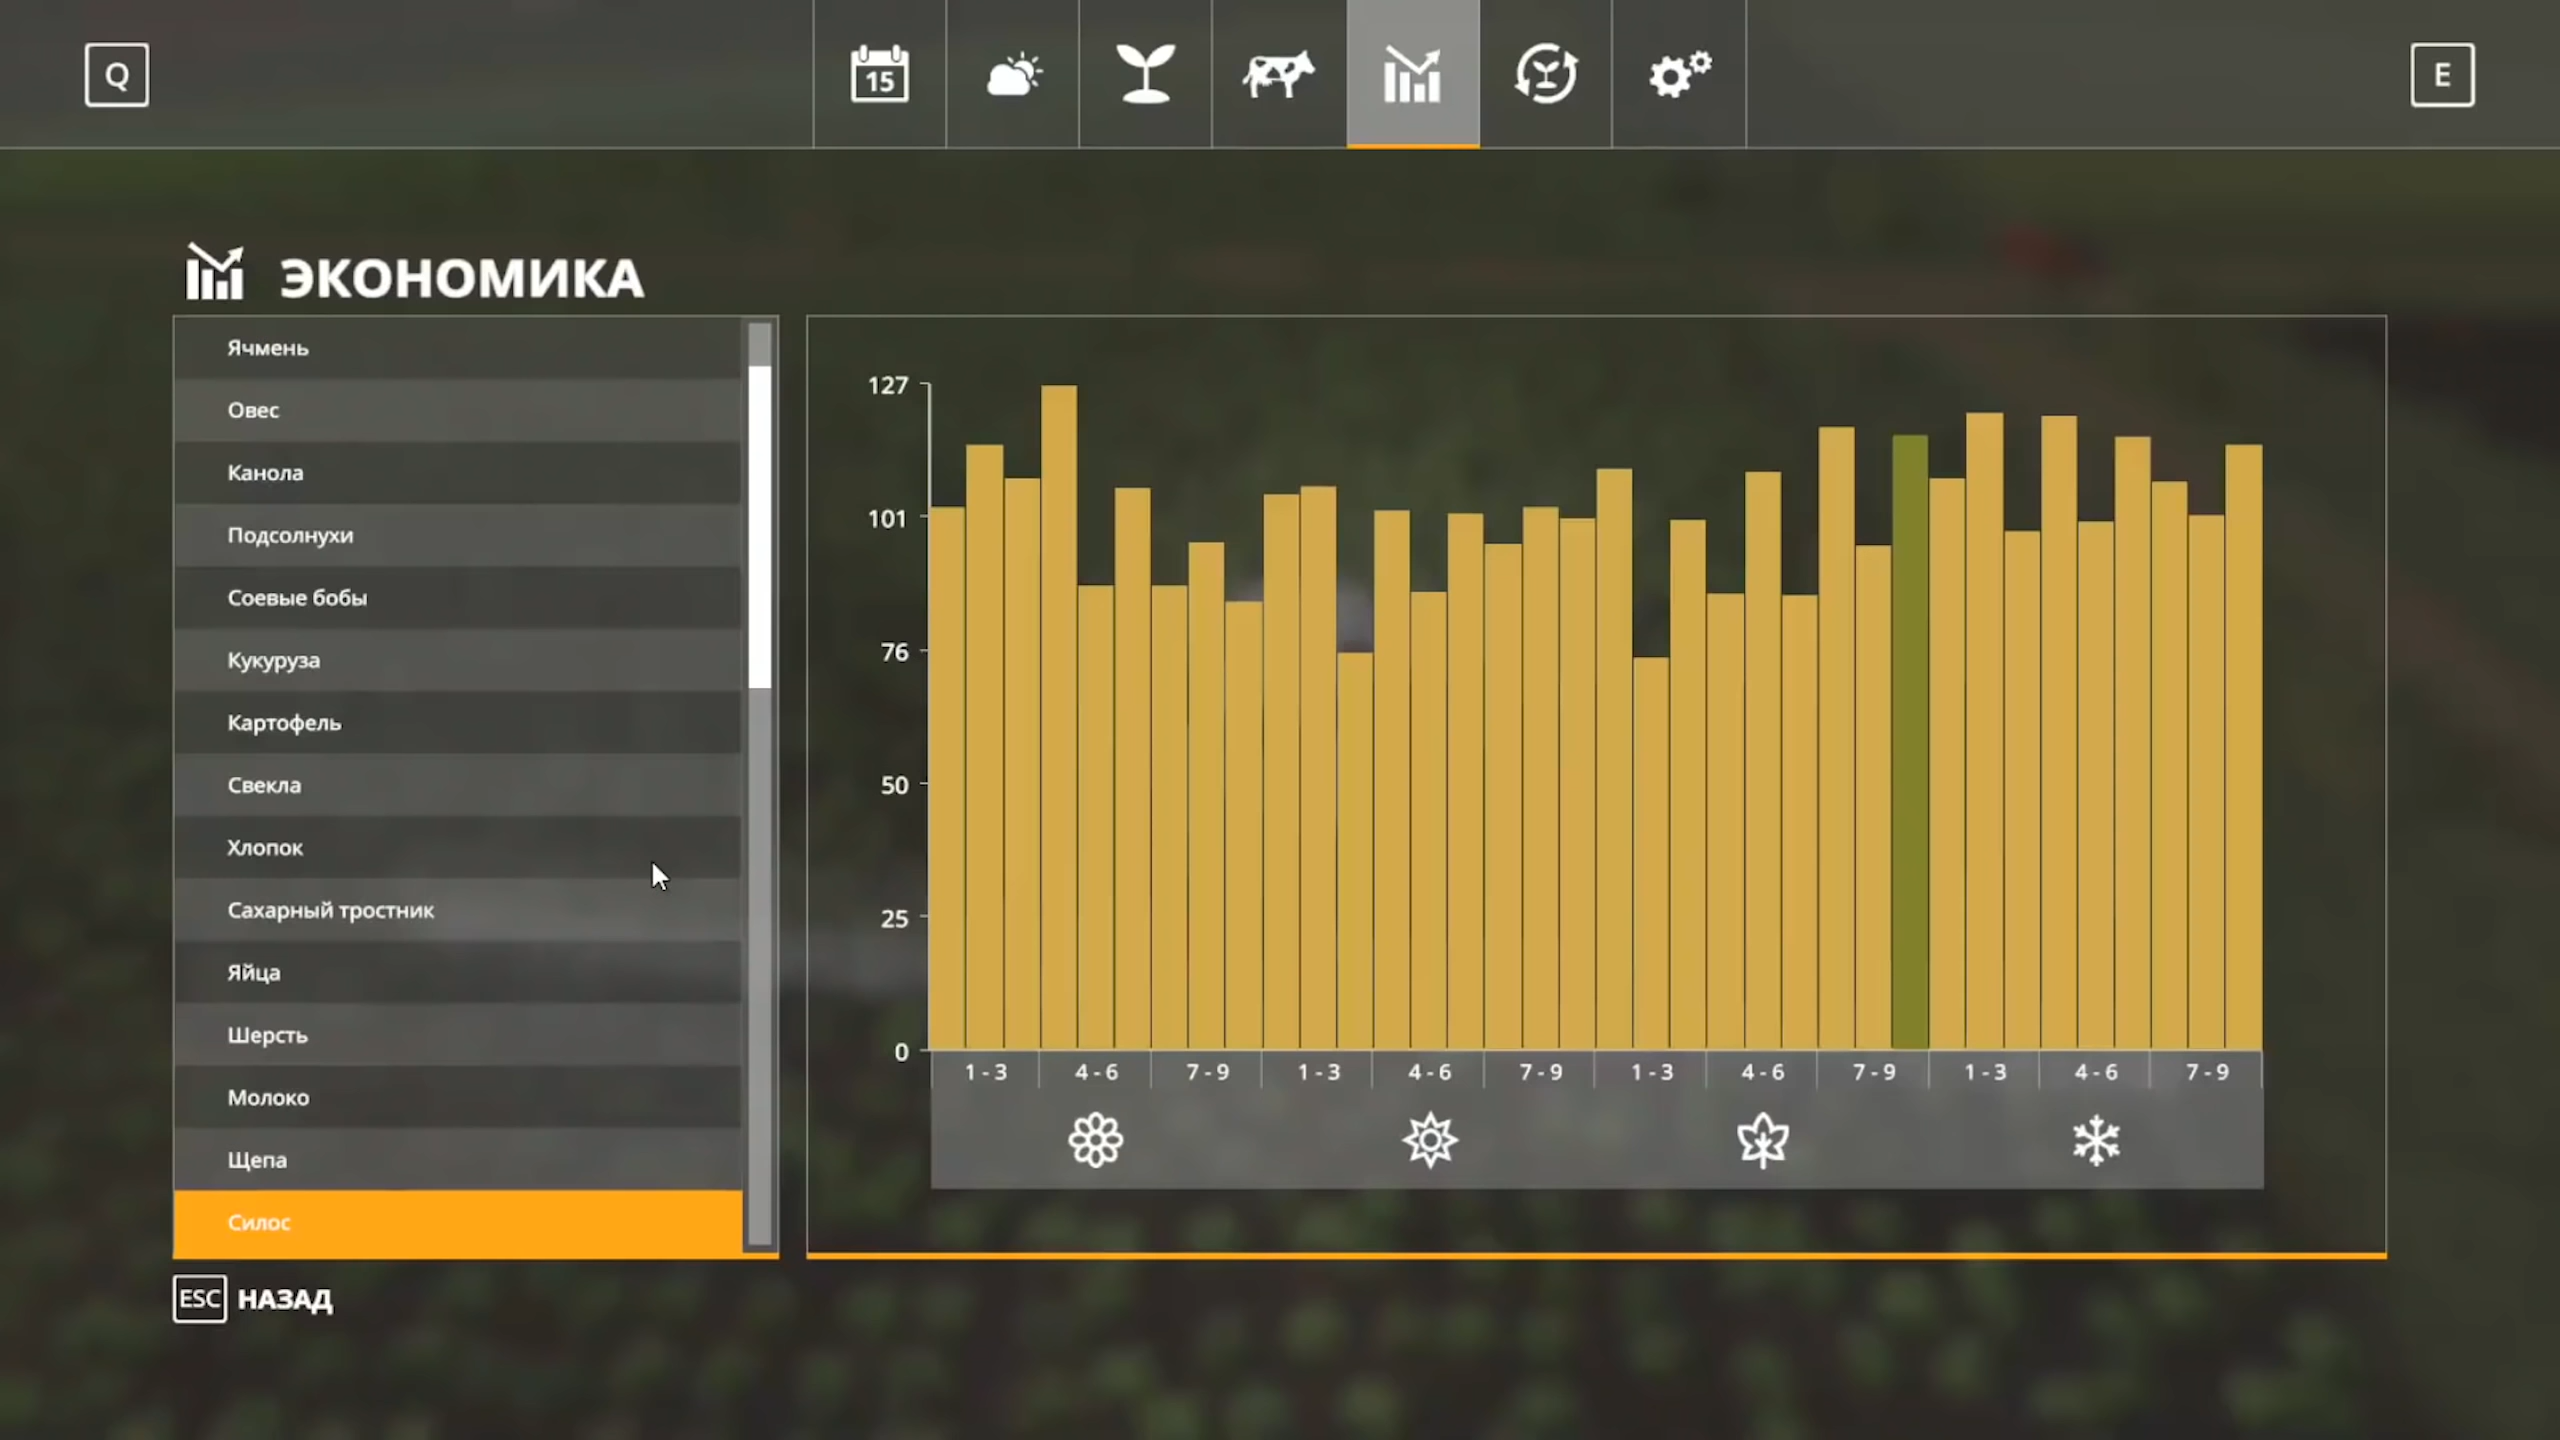 Q
15
E
ЭКОНОМИКА
Ячмень
Овес
Канола
Подсолнухи
Соевые бобы
Кукуруза
Картофель
Свекла
Хлопок
Сахарный тростник
Яйца
Шерсть
Молоко
Щепа
Силос
127
101
76
50
25
0
1 - 3 4 - 6 7 - 9 1 - 3 4 - 6 7 - 9 1 - 3 4 - 6 7 - 9 1 - 3 4 - 6 7 - 9
ESC НАЗАД